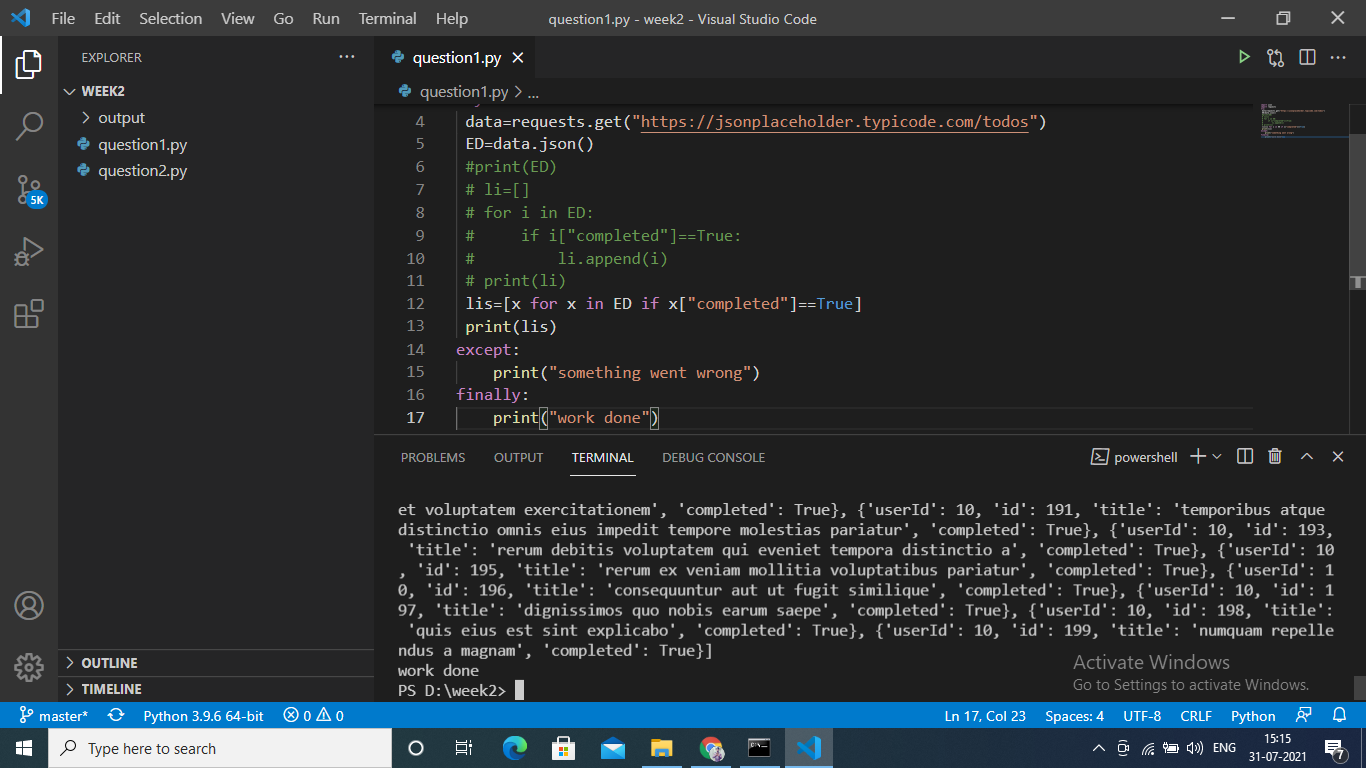 File Edit Selection View Go Run Terminal Help question1.py - week2 - Visual Studio Code
EXPLORER
question1.py
WEEK2
output
question1.py
question2.py
5K
question1.py > ...
4 data=requests.get("https://jsonplaceholder.typicode.com/todos")
5 ED=data.json()
6 #print(ED)
7 # li=[]
8 # for i in ED:
9 #     if i["completed"]==True:
10 #         li.append(i)
11 # print(li)
12 lis=[x for x in ED if x["completed"]==True]
13 print(lis)
14 except:
15     print("something went wrong")
16 finally:
17     print("work done")
PROBLEMS OUTPUT TERMINAL DEBUG CONSOLE powershell
et voluptatem exercitationem', 'completed': True}, {'userId': 10, 'id': 191, 'title': 'temporibus atque
distinctio omnis eius impedit tempore molestias pariatur', 'completed': True}, {'userId': 10, 'id': 193,
 'title': 'rerum debitis voluptatem qui eveniet tempora distinctio a', 'completed': True}, {'userId': 10
, 'id': 195, 'title': 'rerum ex veniam mollitia voluptatibus pariatur', 'completed': True}, {'userId': 1
0, 'id': 196, 'title': 'consequuntur aut ut fugit similique', 'completed': True}, {'userId': 10, 'id': 1
97, 'title': 'dignissimos quo nobis earum saepe', 'completed': True}, {'userId': 10, 'id': 198, 'title':
 'quis eius est sint explicabo', 'completed': True}, {'userId': 10, 'id': 199, 'title': 'numquam repelle
ndus a magnam', 'completed': True}]
work done
PS D:\week2>
Activate Windows
Go to Settings to activate Windows.
OUTLINE
TIMELINE
master* Python 3.9.6 64-bit 0 0 Ln 17, Col 23 Spaces: 4 UTF-8 CRLF Python
Type here to search
ENG
15:15
31-07-2021
7